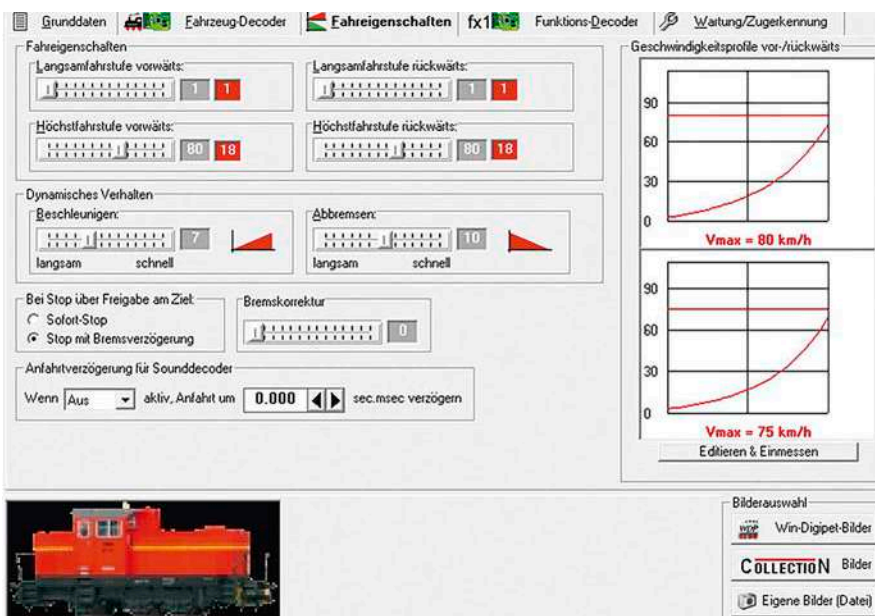 Grunddaten Fahrzeug-Decoder Fahreigenschaften fx1 Funktions-Decoder Wartung/Zugerkennung
Fahreigenschaften
Langsamfahrstufe vorwärts:
1 1
Langsamfahrstufe rückwärts:
1 1
Höchstfahrstufe vorwärts:
80 18
Höchstfahrstufe rückwärts:
80 18
Dynamisches Verhalten
Beschleunigen:
7
langsam schnell
Abbremsen:
10
langsam schnell
Bei Stop über Freigabe am Ziel:
Sofort-Stop
Stop mit Bremsverzögerung
Bremskorrektur
0
Anfahrtverzögerung für Sounddecoder
Wenn Aus aktiv, Anfahrt um 0.000 sec.msec verzögern
Geschwindigkeitsprofile vor-/rückwärts
90
60
30
0
Vmax = 80 km/h
90
60
30
0
Vmax = 75 km/h
Editieren & Einmessen
Bilderauswahl
WDP Win-Digipet-Bilder
COLLECTION Bilder
Eigene Bilder (Datei)